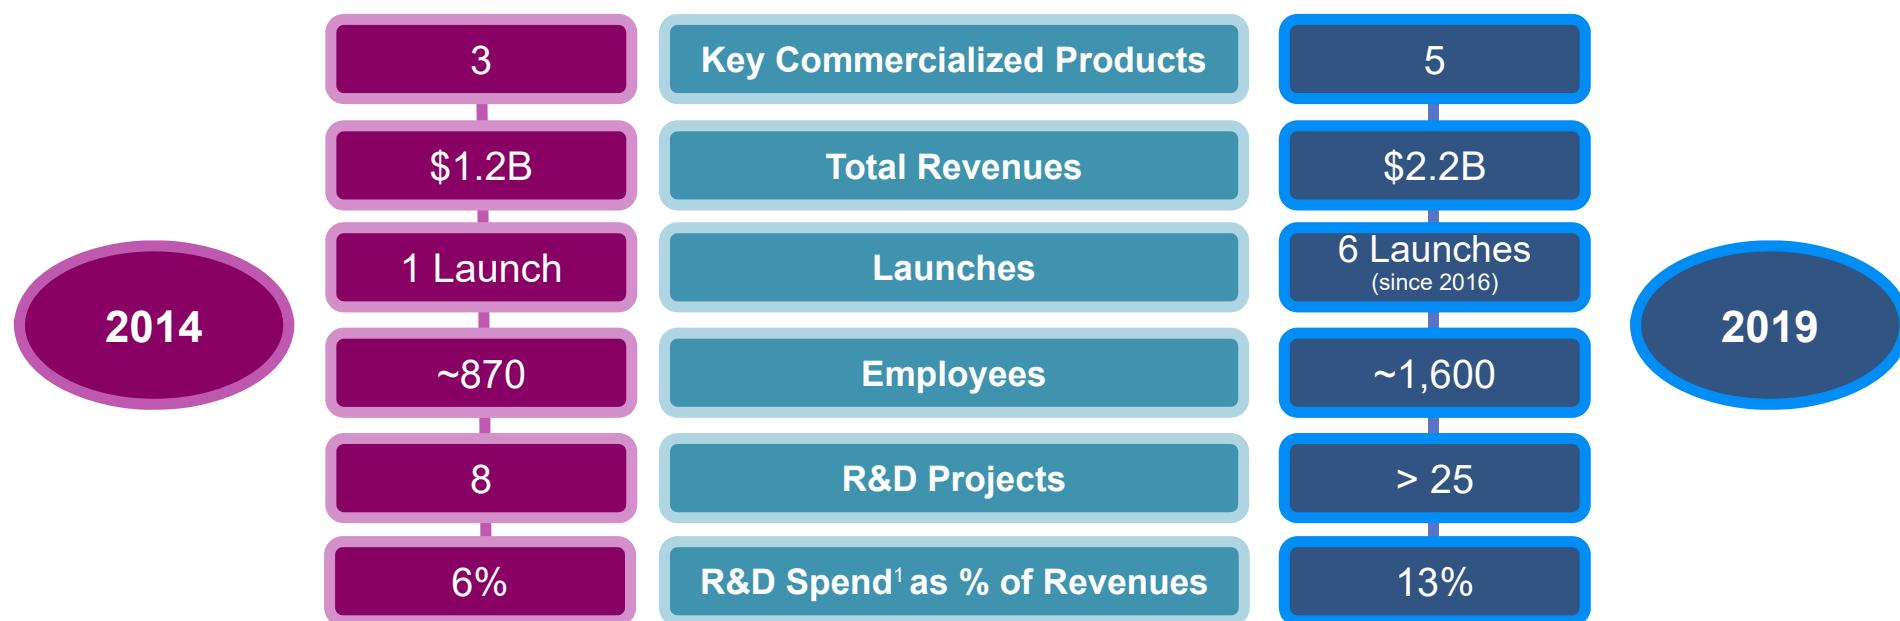 3 Key Commercialized Products 5
$1.2B Total Revenues $2.2B
1 Launch Launches 6 Launches
(since 2016)
2014 2019
~870 Employees ~1,600
8 R&D Projects > 25
6% R&D Spend¹ as % of Revenues 13%